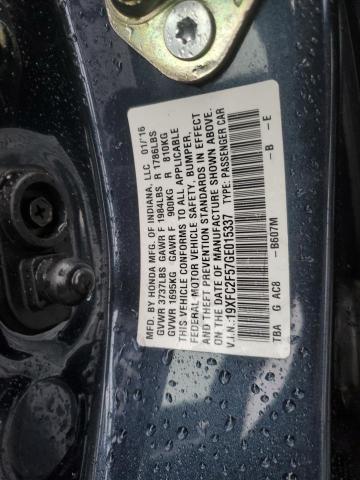 MFD. BY HONDA MFG. OF INDIANA, LLC 01/'16
GVWR 3737LBS GAWR F 1984LBS R 1786LBS
GVWR 1695KG GAWR F 900KG R 810KG
THIS VEHICLE CONFORMS TO ALL APPLICABLE
FEDERAL MOTOR VEHICLE SAFETY, BUMPER,
AND THEFT PREVENTION STANDARDS IN EFFECT
ON THE DATE OF MANUFACTURE SHOWN ABOVE.
V.I.N.:19XFC2F57GE015337 TYPE: PASSENGER CAR
TBA G AC8 -B607M -B -E